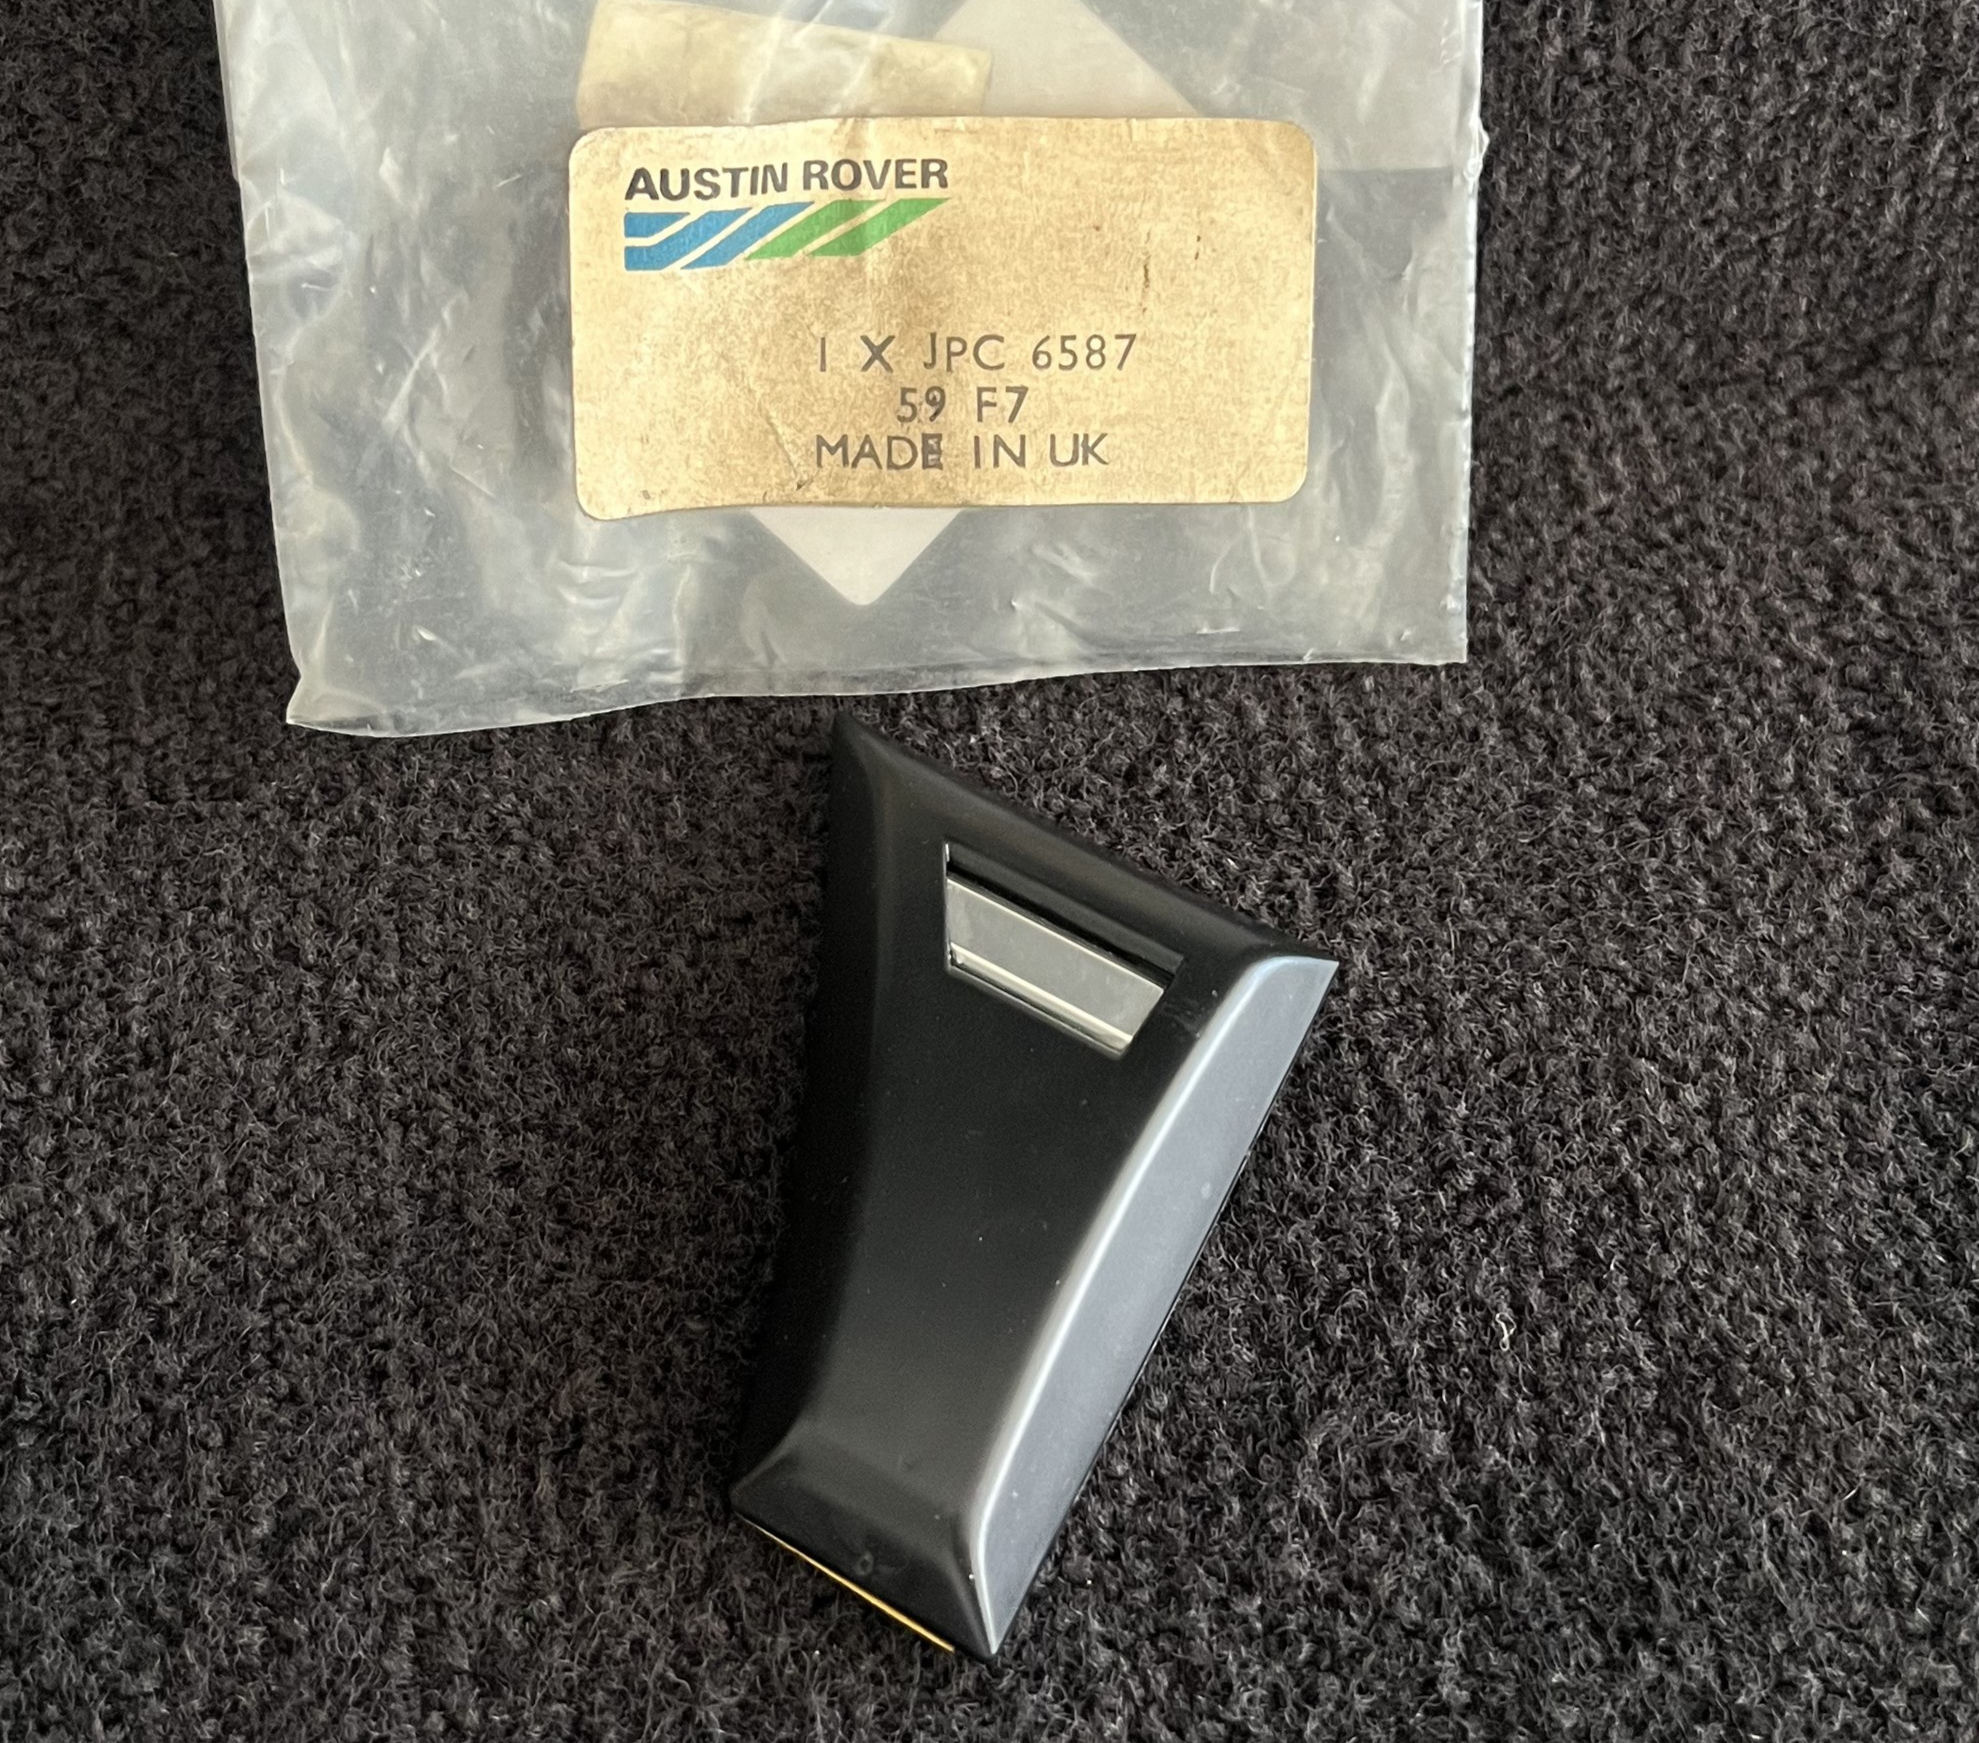 AUSTIN ROVER
1 X JPC 6587
59 F7
MADE IN UK